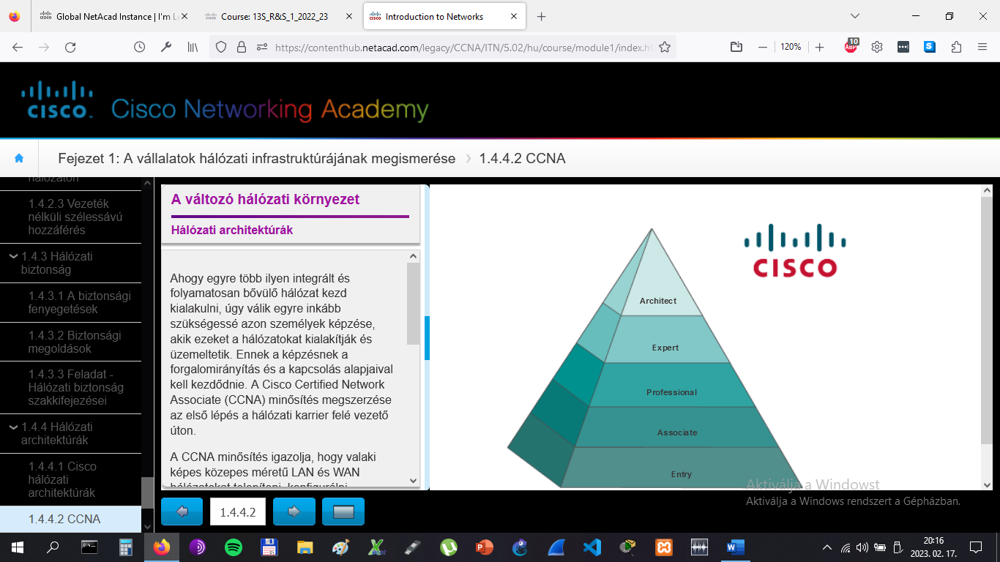 Global NetAcad Instance | I'm Le
Course: 13S_R&S_1_2022_23
Introduction to Networks
https://contenthub.netacad.com/legacy/CCNA/ITN/5.02/hu/course/module1/index.ht
120%
ABP
10
S
CISCO.
Cisco Networking Academy
Fejezet 1: A vállalatok hálózati infrastruktúrájának megismerése
1.4.4.2 CCNA
hálózaton
1.4.2.3 Vezeték
nélküli szélessávú
hozzáférés
1.4.3 Hálózati
biztonság
1.4.3.1 A biztonsági
fenyegetések
1.4.3.2 Biztonsági
megoldások
1.4.3.3 Feladat -
Hálózati biztonság
szakkifejezései
1.4.4 Hálózati
architektúrák
1.4.4.1 Cisco
hálózati
architektúrák
1.4.4.2 CCNA
A változó hálózati környezet
Hálózati architektúrák
Ahogy egyre több ilyen integrált és
folyamatosan bővülő hálózat kezd
kialakulni, úgy válik egyre inkább
szükségessé azon személyek képzése,
akik ezeket a hálózatokat kialakítják és
üzemeltetik. Ennek a képzésnek a
forgalomirányítás és a kapcsolás alapjaival
kell kezdődnie. A Cisco Certified Network
Associate (CCNA) minősítés megszerzése
az első lépés a hálózati karrier felé vezető
úton.
A CCNA minősítés igazolja, hogy valaki
képes közepes méretű LAN és WAN
hálózatokat telepíteni, konfigurálni,
CISCO
Architect
Expert
Professional
Associate
Entry
Aktiválja a Windowst
Aktiválja a Windows rendszert a Gépházban.
1.4.4.2
20:16
2023. 02. 17.